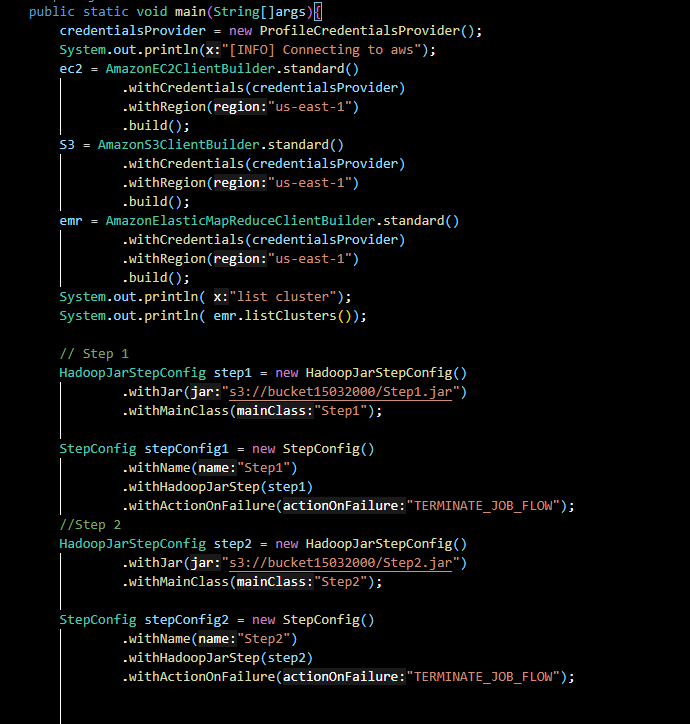 public static void main(String[]args){
credentialsProvider = new ProfileCredentialsProvider();
System.out.println(x:"[INFO] Connecting to aws");
ec2 = AmazonEC2ClientBuilder.standard()
.withCredentials(credentialsProvider)
.withRegion(region:"us-east-1")
.build();
S3 = AmazonS3ClientBuilder.standard()
.withCredentials(credentialsProvider)
.withRegion(region:"us-east-1")
.build();
emr = AmazonElasticMapReduceClientBuilder.standard()
.withCredentials(credentialsProvider)
.withRegion(region:"us-east-1")
.build();
System.out.println( x:"list cluster");
System.out.println( emr.listClusters());
// Step 1
HadoopJarStepConfig step1 = new HadoopJarStepConfig()
.withJar(jar:"s3://bucket15032000/Step1.jar")
.withMainClass(mainClass:"Step1");
StepConfig stepConfig1 = new StepConfig()
.withName(name:"Step1")
.withHadoopJarStep(step1)
.withActionOnFailure(actionOnFailure:"TERMINATE_JOB_FLOW");
//Step 2
HadoopJarStepConfig step2 = new HadoopJarStepConfig()
.withJar(jar:"s3://bucket15032000/Step2.jar")
.withMainClass(mainClass:"Step2");
StepConfig stepConfig2 = new StepConfig()
.withName(name:"Step2")
.withHadoopJarStep(step2)
.withActionOnFailure(actionOnFailure:"TERMINATE_JOB_FLOW");